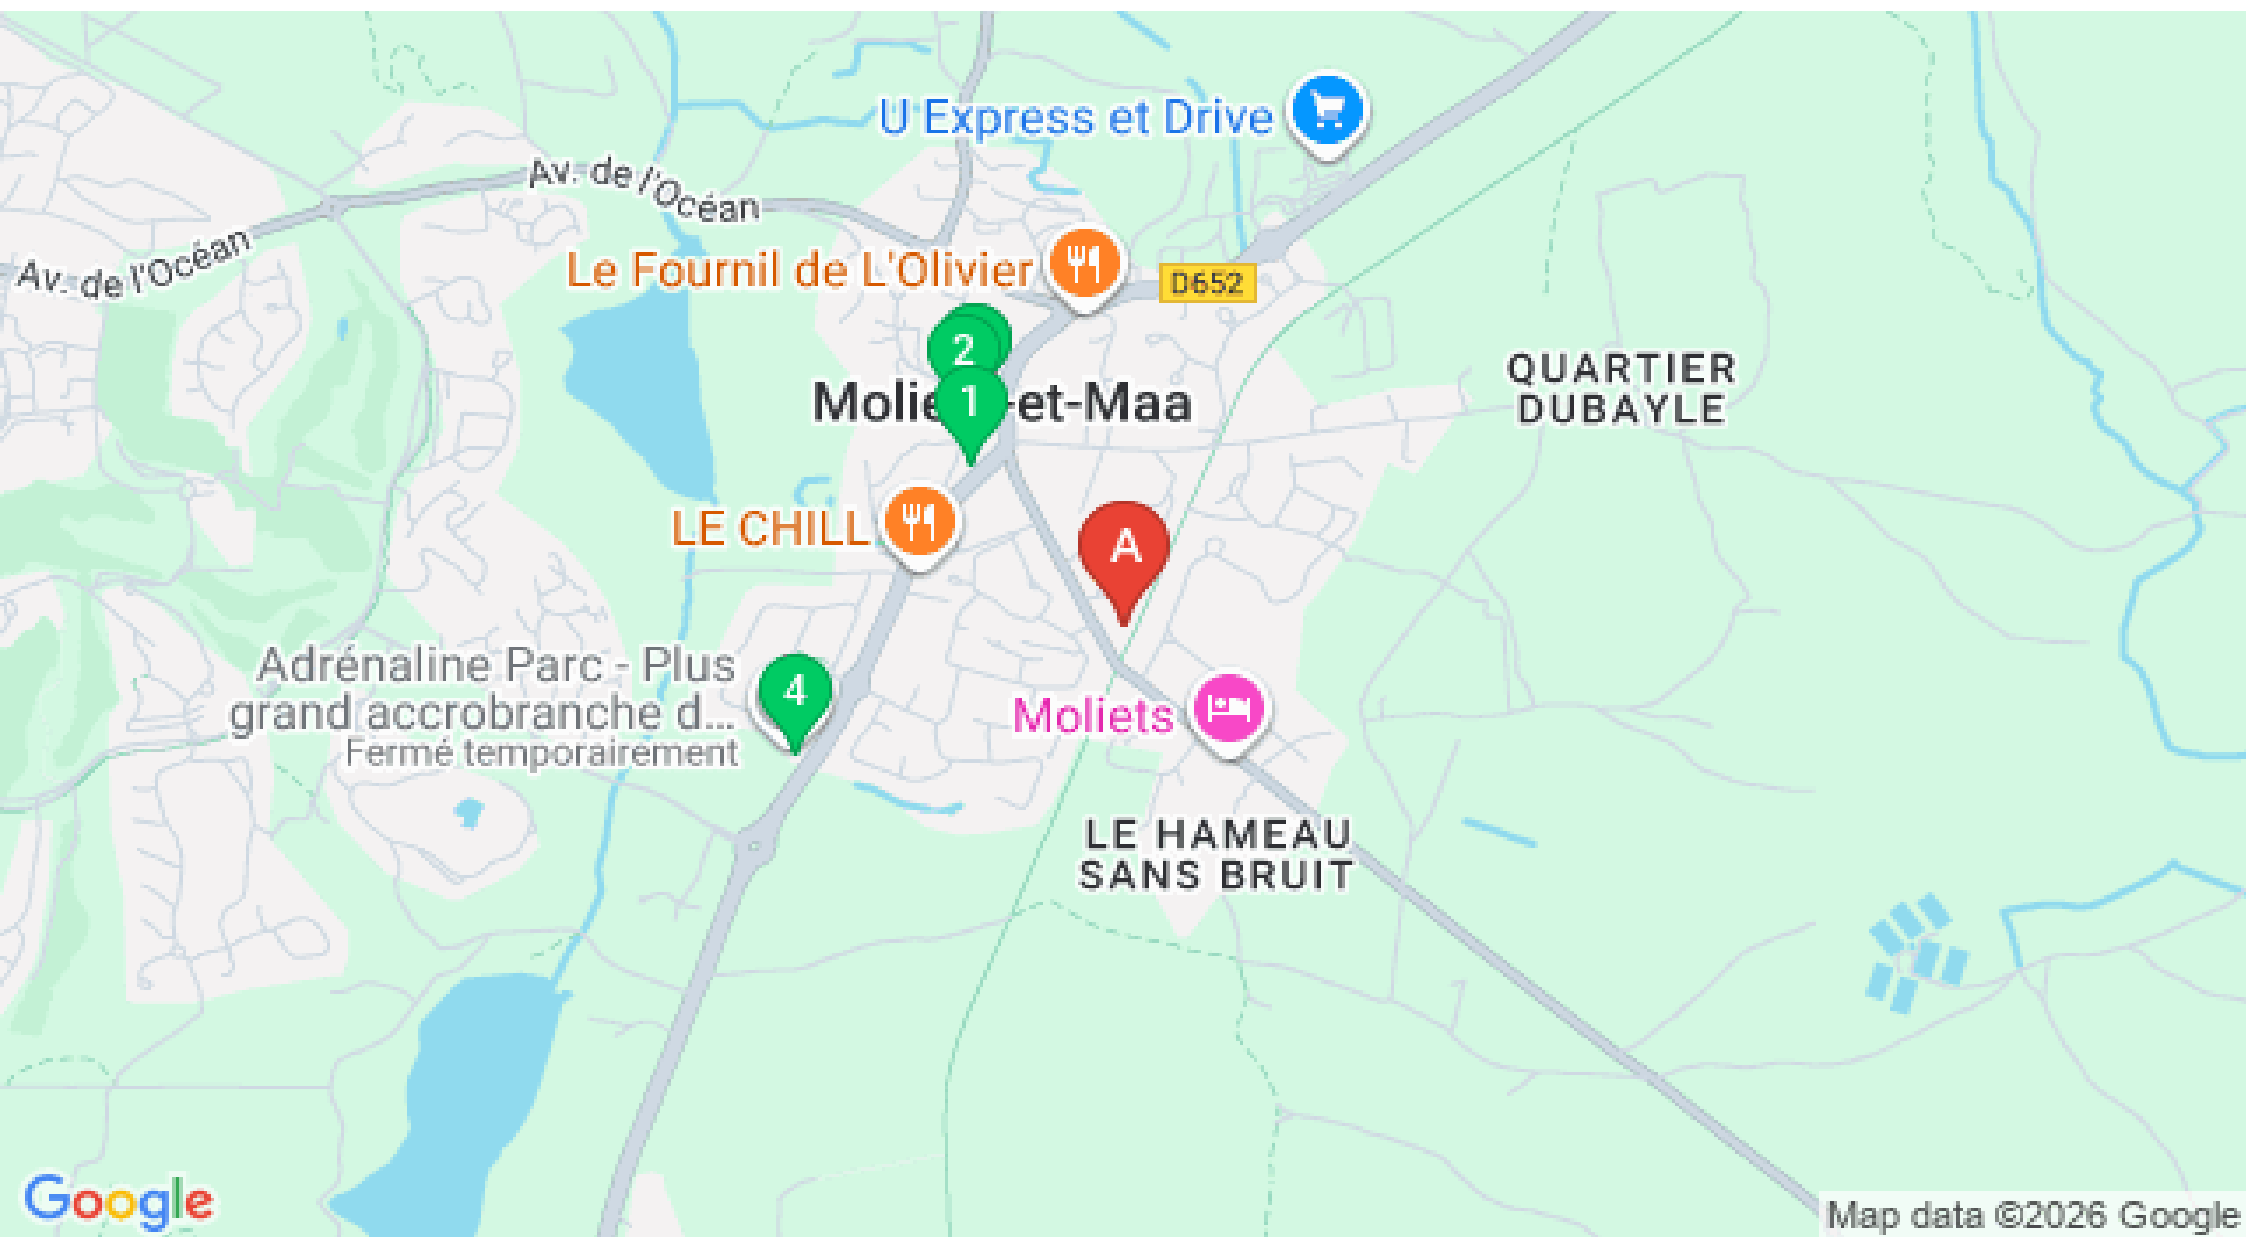 U Express et Drive
Av. de l'Océan
Av. de l'Océan
Le Fournil de L'Olivier
D652
2
QUARTIER
DUBAYLE
1
-et-Maa
LE CHILL
A
Adrénaline Parc - Plus
grand accrobranche d...
Fermé temporairement
4
Moliets
LE HAMEAU
SANS BRUIT
Google
Map data ©2026 Google